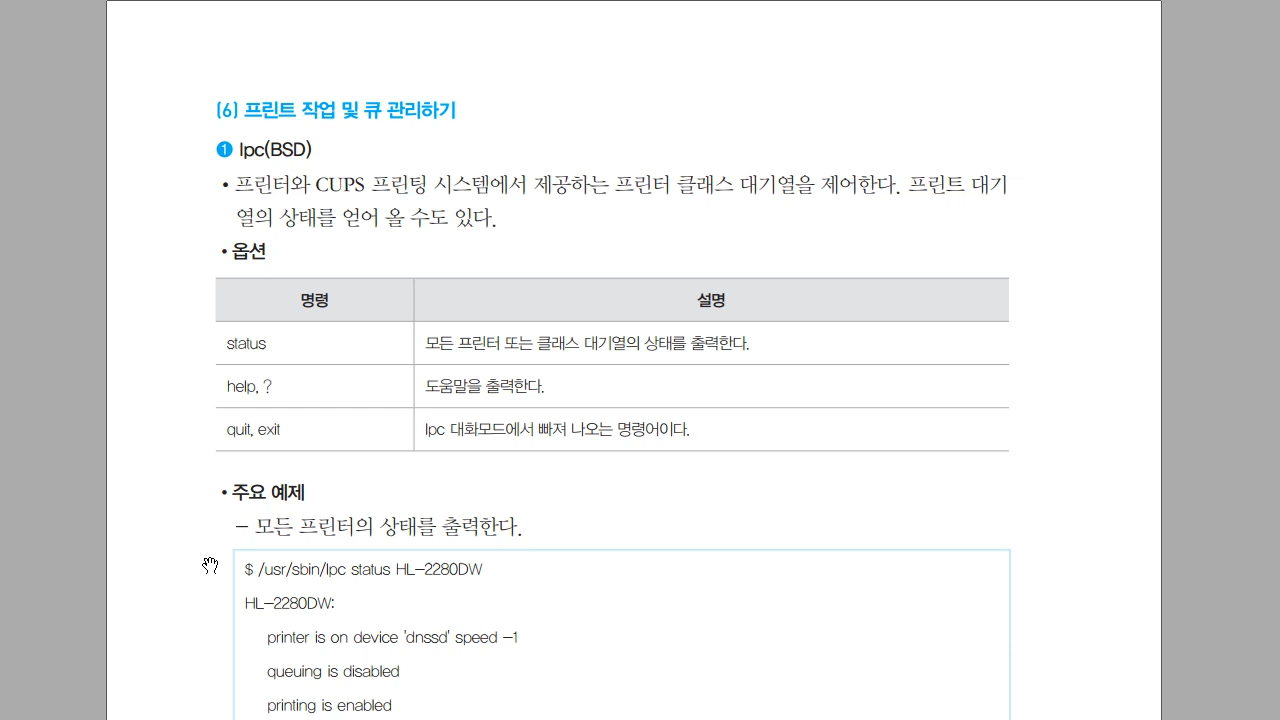 (6) 프린트 작업 및 큐 관리하기
❶ lpc(BSD)
• 프린터와 CUPS 프린팅 시스템에서 제공하는 프린터 클래스 대기열을 제어한다. 프린트 대기
열의 상태를 얻어 올 수도 있다.
• 옵션
명령 설명
status 모든 프린터 또는 클래스 대기열의 상태를 출력한다.
help, ? 도움말을 출력한다.
quit, exit lpc 대화모드에서 빠져 나오는 명령어이다.
• 주요 예제
– 모든 프린터의 상태를 출력한다.
$ /usr/sbin/lpc status HL–2280DW
HL–2280DW:
printer is on device 'dnssd' speed –1
queuing is disabled
printing is enabled